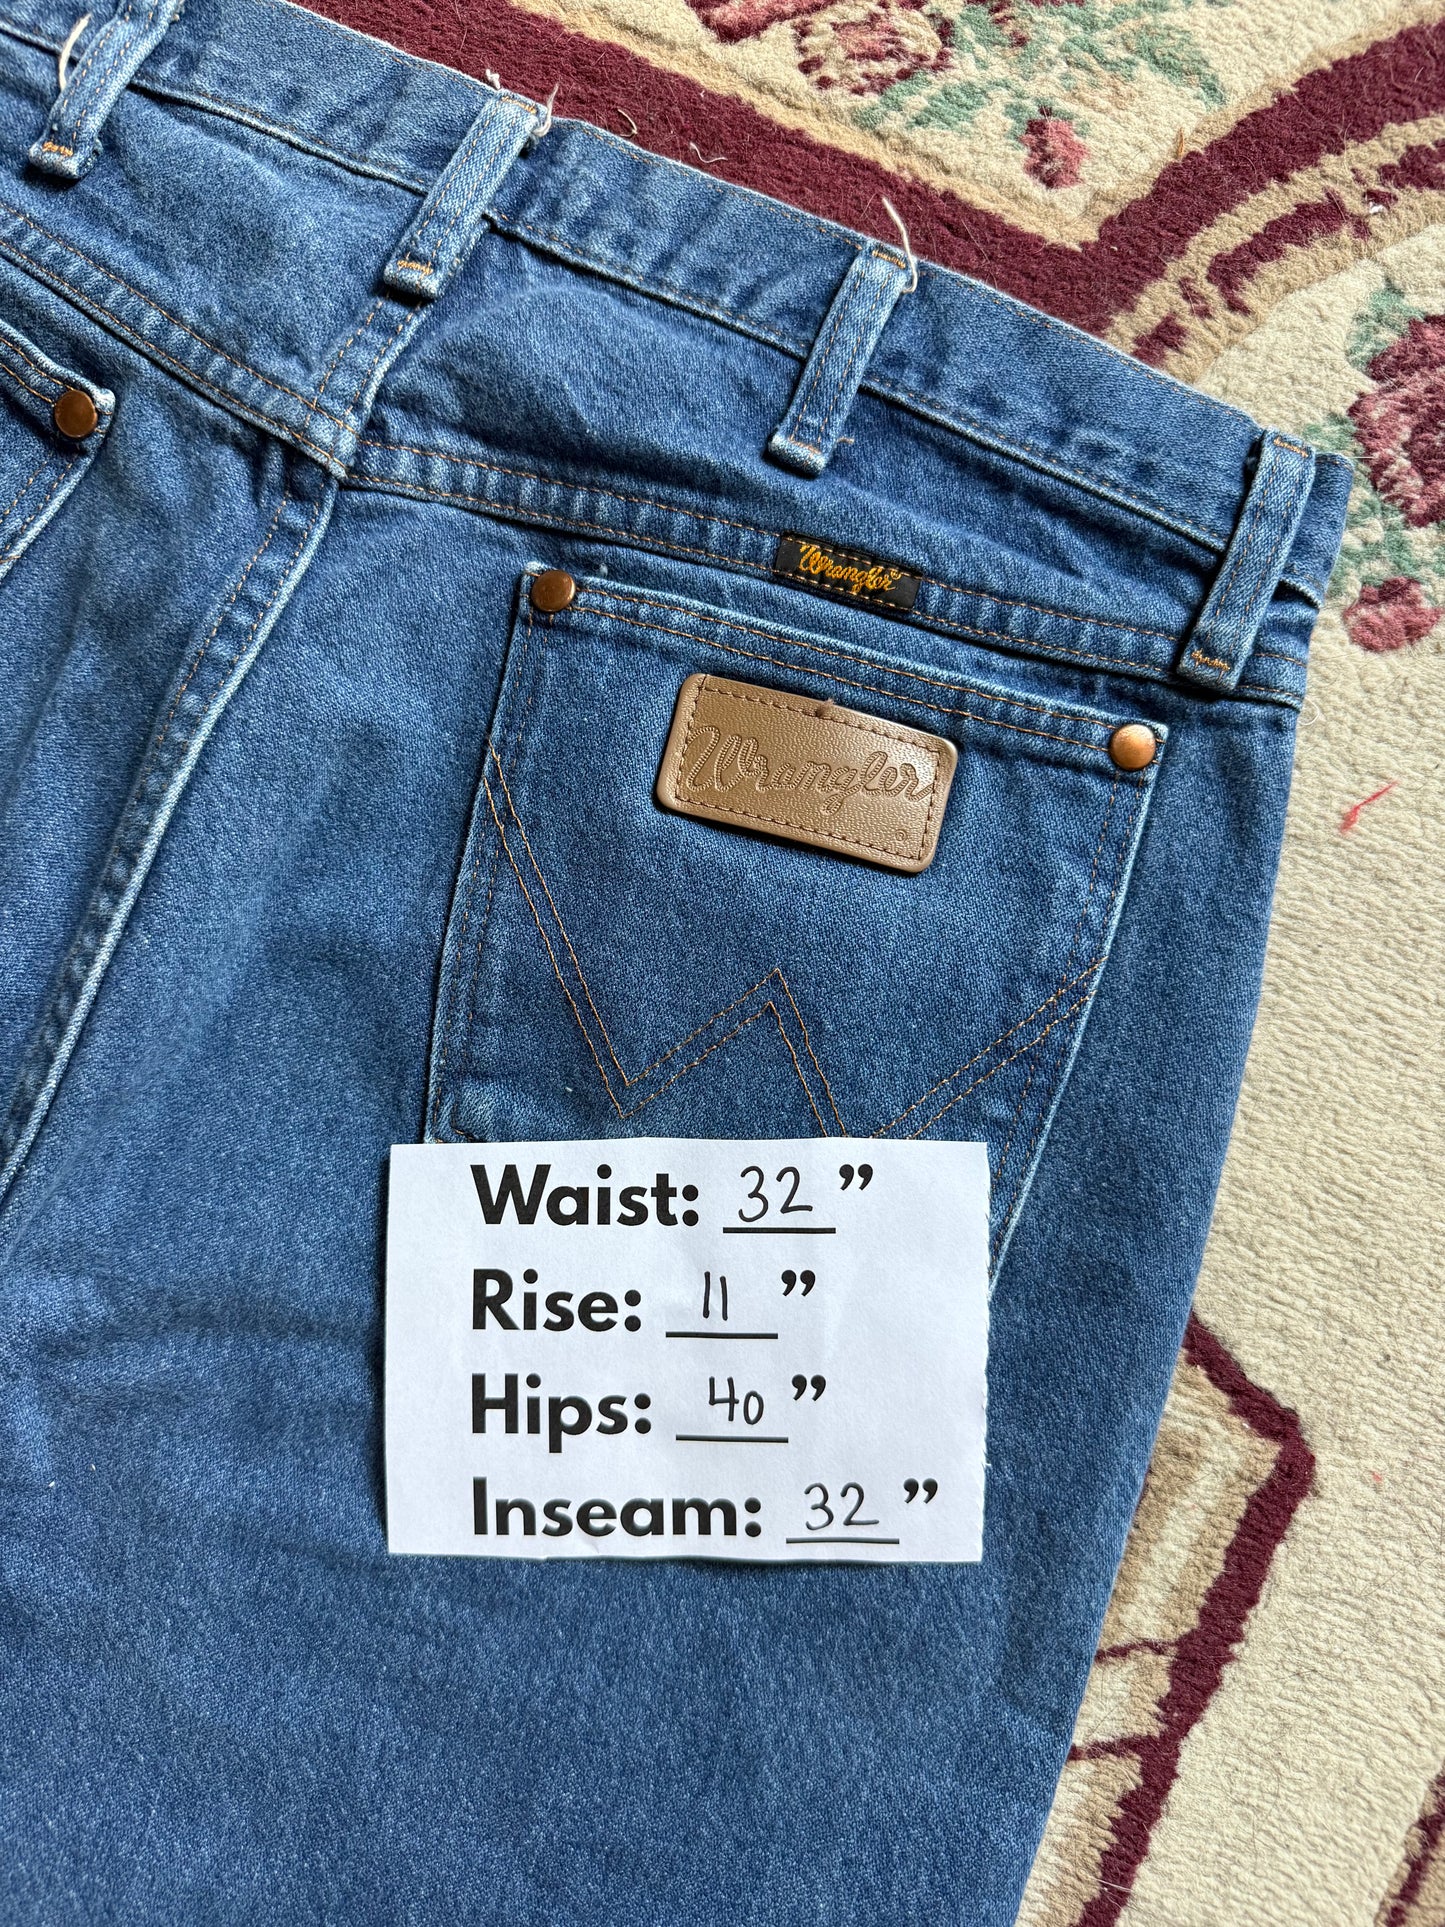 Wrangler®
Wrangler
Waist: 32”
Rise: 11”
Hips: 40”
Inseam: 32”